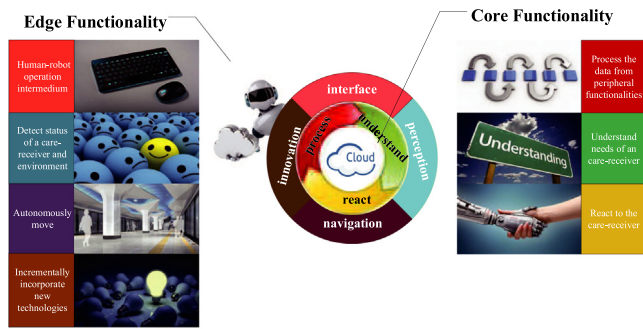 Edge Functionality
Core Functionality
Human-robot
operation
intermedium
Detect status
of a care-
receiver and
environment
Autonomously
move
Incrementally
incorporate
new
technologies
interface
perception
navigation
innovation
process
understand
react
Cloud
Understanding
Process the
data from
peripheral
functionalities
Understand
needs of an
care-receiver
React to the
care-receiver